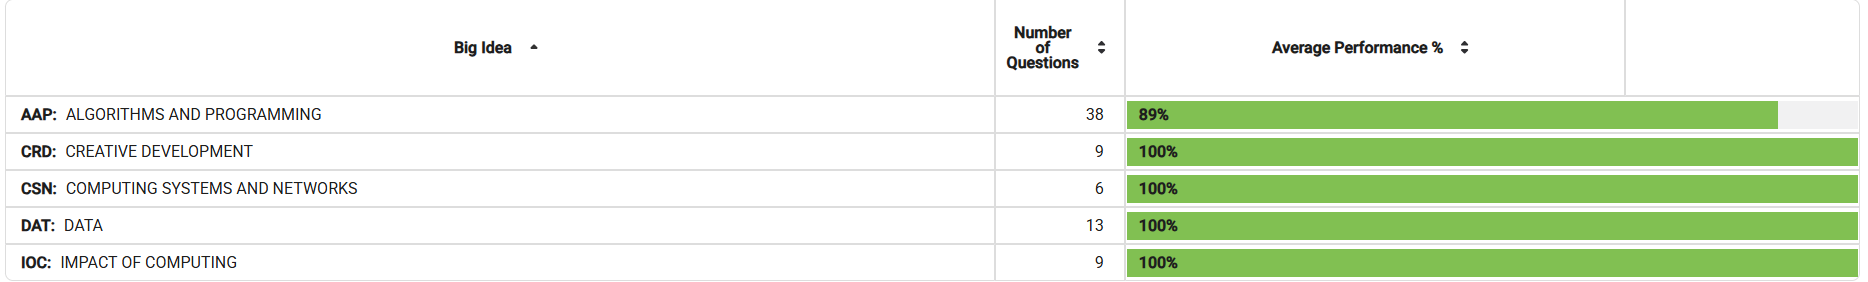 Big Idea
Number
of
Questions
Average Performance %
AAP: ALGORITHMS AND PROGRAMMING 38 89%
CRD: CREATIVE DEVELOPMENT 9 100%
CSN: COMPUTING SYSTEMS AND NETWORKS 6 100%
DAT: DATA 13 100%
IOC: IMPACT OF COMPUTING 9 100%